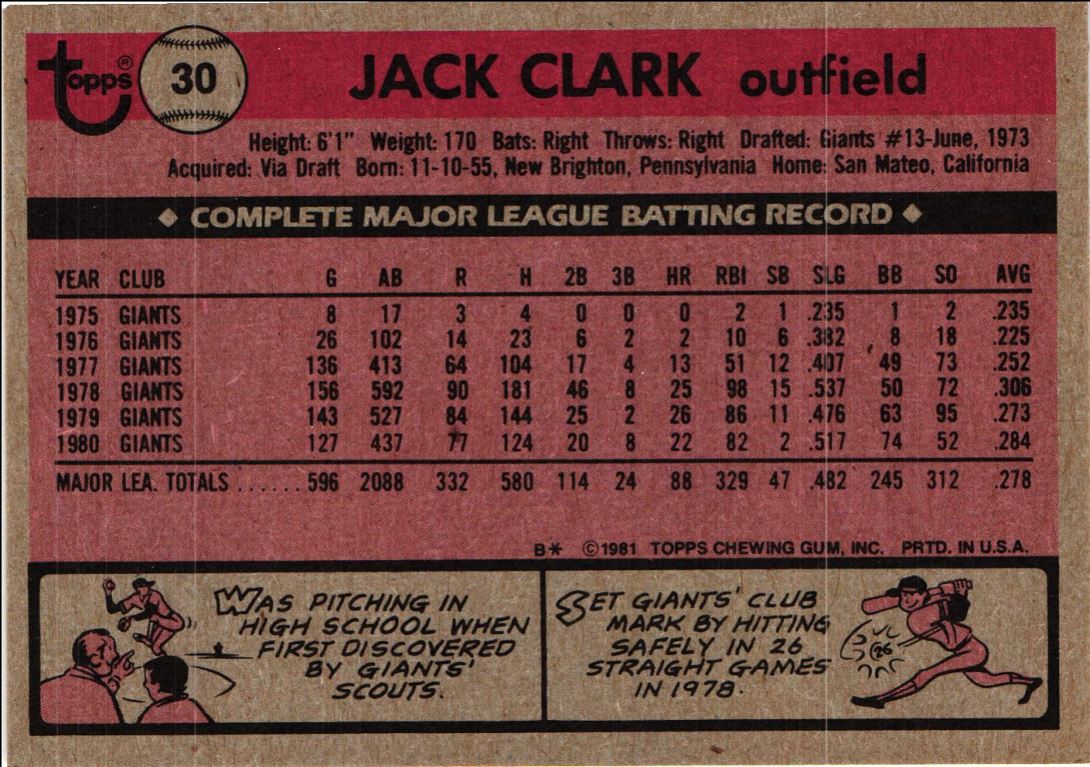 Topps® 30 JACK CLARK outfield
Height: 6'1" Weight: 170 Bats: Right Throws: Right Drafted: Giants #13-June, 1973
Acquired: Via Draft Born: 11-10-55, New Brighton, Pennsylvania Home: San Mateo, California
◆ COMPLETE MAJOR LEAGUE BATTING RECORD ◆
YEAR CLUB G AB R H 2B 3B HR RBI SB SLG BB SO AVG
1975 GIANTS 8 17 3 4 0 0 0 2 1 .235 1 2 .235
1976 GIANTS 26 102 14 23 6 2 2 10 6 .382 8 18 .225
1977 GIANTS 136 413 64 104 17 4 13 51 12 .407 49 73 .252
1978 GIANTS 156 592 90 181 46 8 25 98 15 .537 50 72 .306
1979 GIANTS 143 527 84 144 25 2 26 86 11 .476 63 95 .273
1980 GIANTS 127 437 77 124 20 8 22 82 2 .517 74 52 .284
MAJOR LEA. TOTALS ...... 596 2088 332 580 114 24 88 329 47 .482 245 312 .278
B* ©1981 TOPPS CHEWING GUM, INC. PRTD. IN U.S.A.
WAS PITCHING IN
HIGH SCHOOL WHEN
FIRST DISCOVERED
BY GIANTS'
SCOUTS.
SET GIANTS' CLUB
MARK BY HITTING
SAFELY IN 26
STRAIGHT GAMES
IN 1978.
26